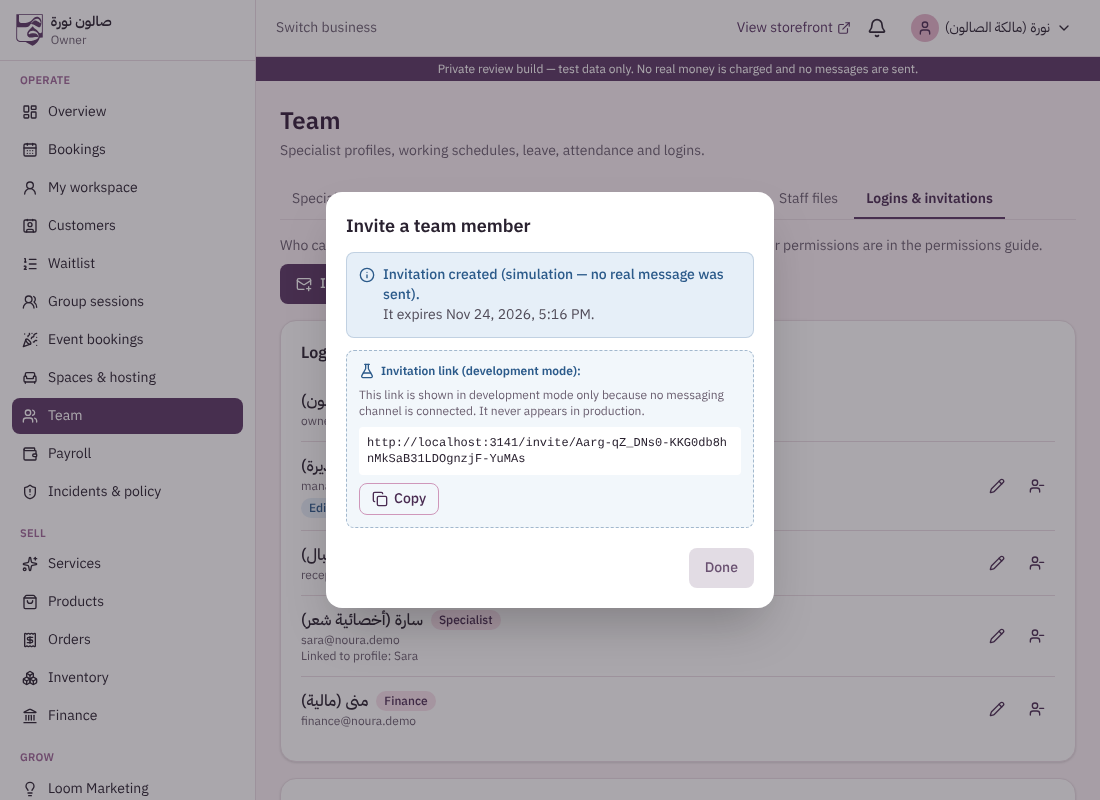 صالون نورة
Owner
Switch business
View storefront
نورة (مالكة الصالون)
Private review build — test data only. No real money is charged and no messages are sent.
OPERATE
Overview
Bookings
My workspace
Customers
Waitlist
Group sessions
Event bookings
Spaces & hosting
Team
Payroll
Incidents & policy
SELL
Services
Products
Orders
Inventory
Finance
GROW
Loom Marketing
Team
Specialist profiles, working schedules, leave, attendance and logins.
Staff files
Logins & invitations
Who
permissions are in the permissions guide.
Invite a team member
Invitation created (simulation — no real message was
sent).
It expires Nov 24, 2026, 5:16 PM.
Invitation link (development mode):
This link is shown in development mode only because no messaging
channel is connected. It never appears in production.
http://localhost:3141/invite/Aarg-qZ_DNs0-KKG0db8h
nMkSaB31LDOgnzjF-YuMAs
Copy
Done
سارة (أخصائية شعر)
Specialist
sara@noura.demo
Linked to profile: Sara
منى (مالية)
Finance
finance@noura.demo